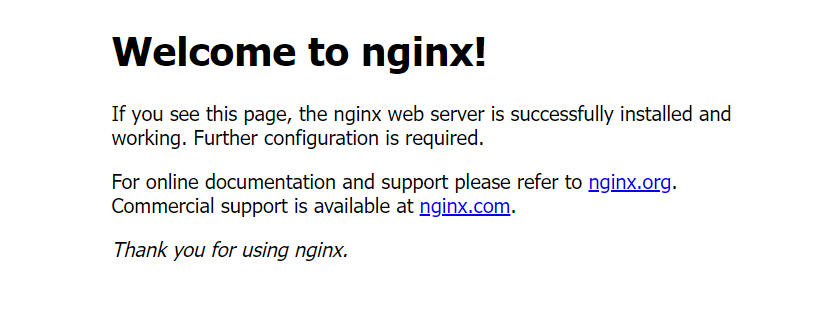 Welcome to nginx!
If you see this page, the nginx web server is successfully installed and
working. Further configuration is required.
For online documentation and support please refer to nginx.org.
Commercial support is available at nginx.com.
Thank you for using nginx.